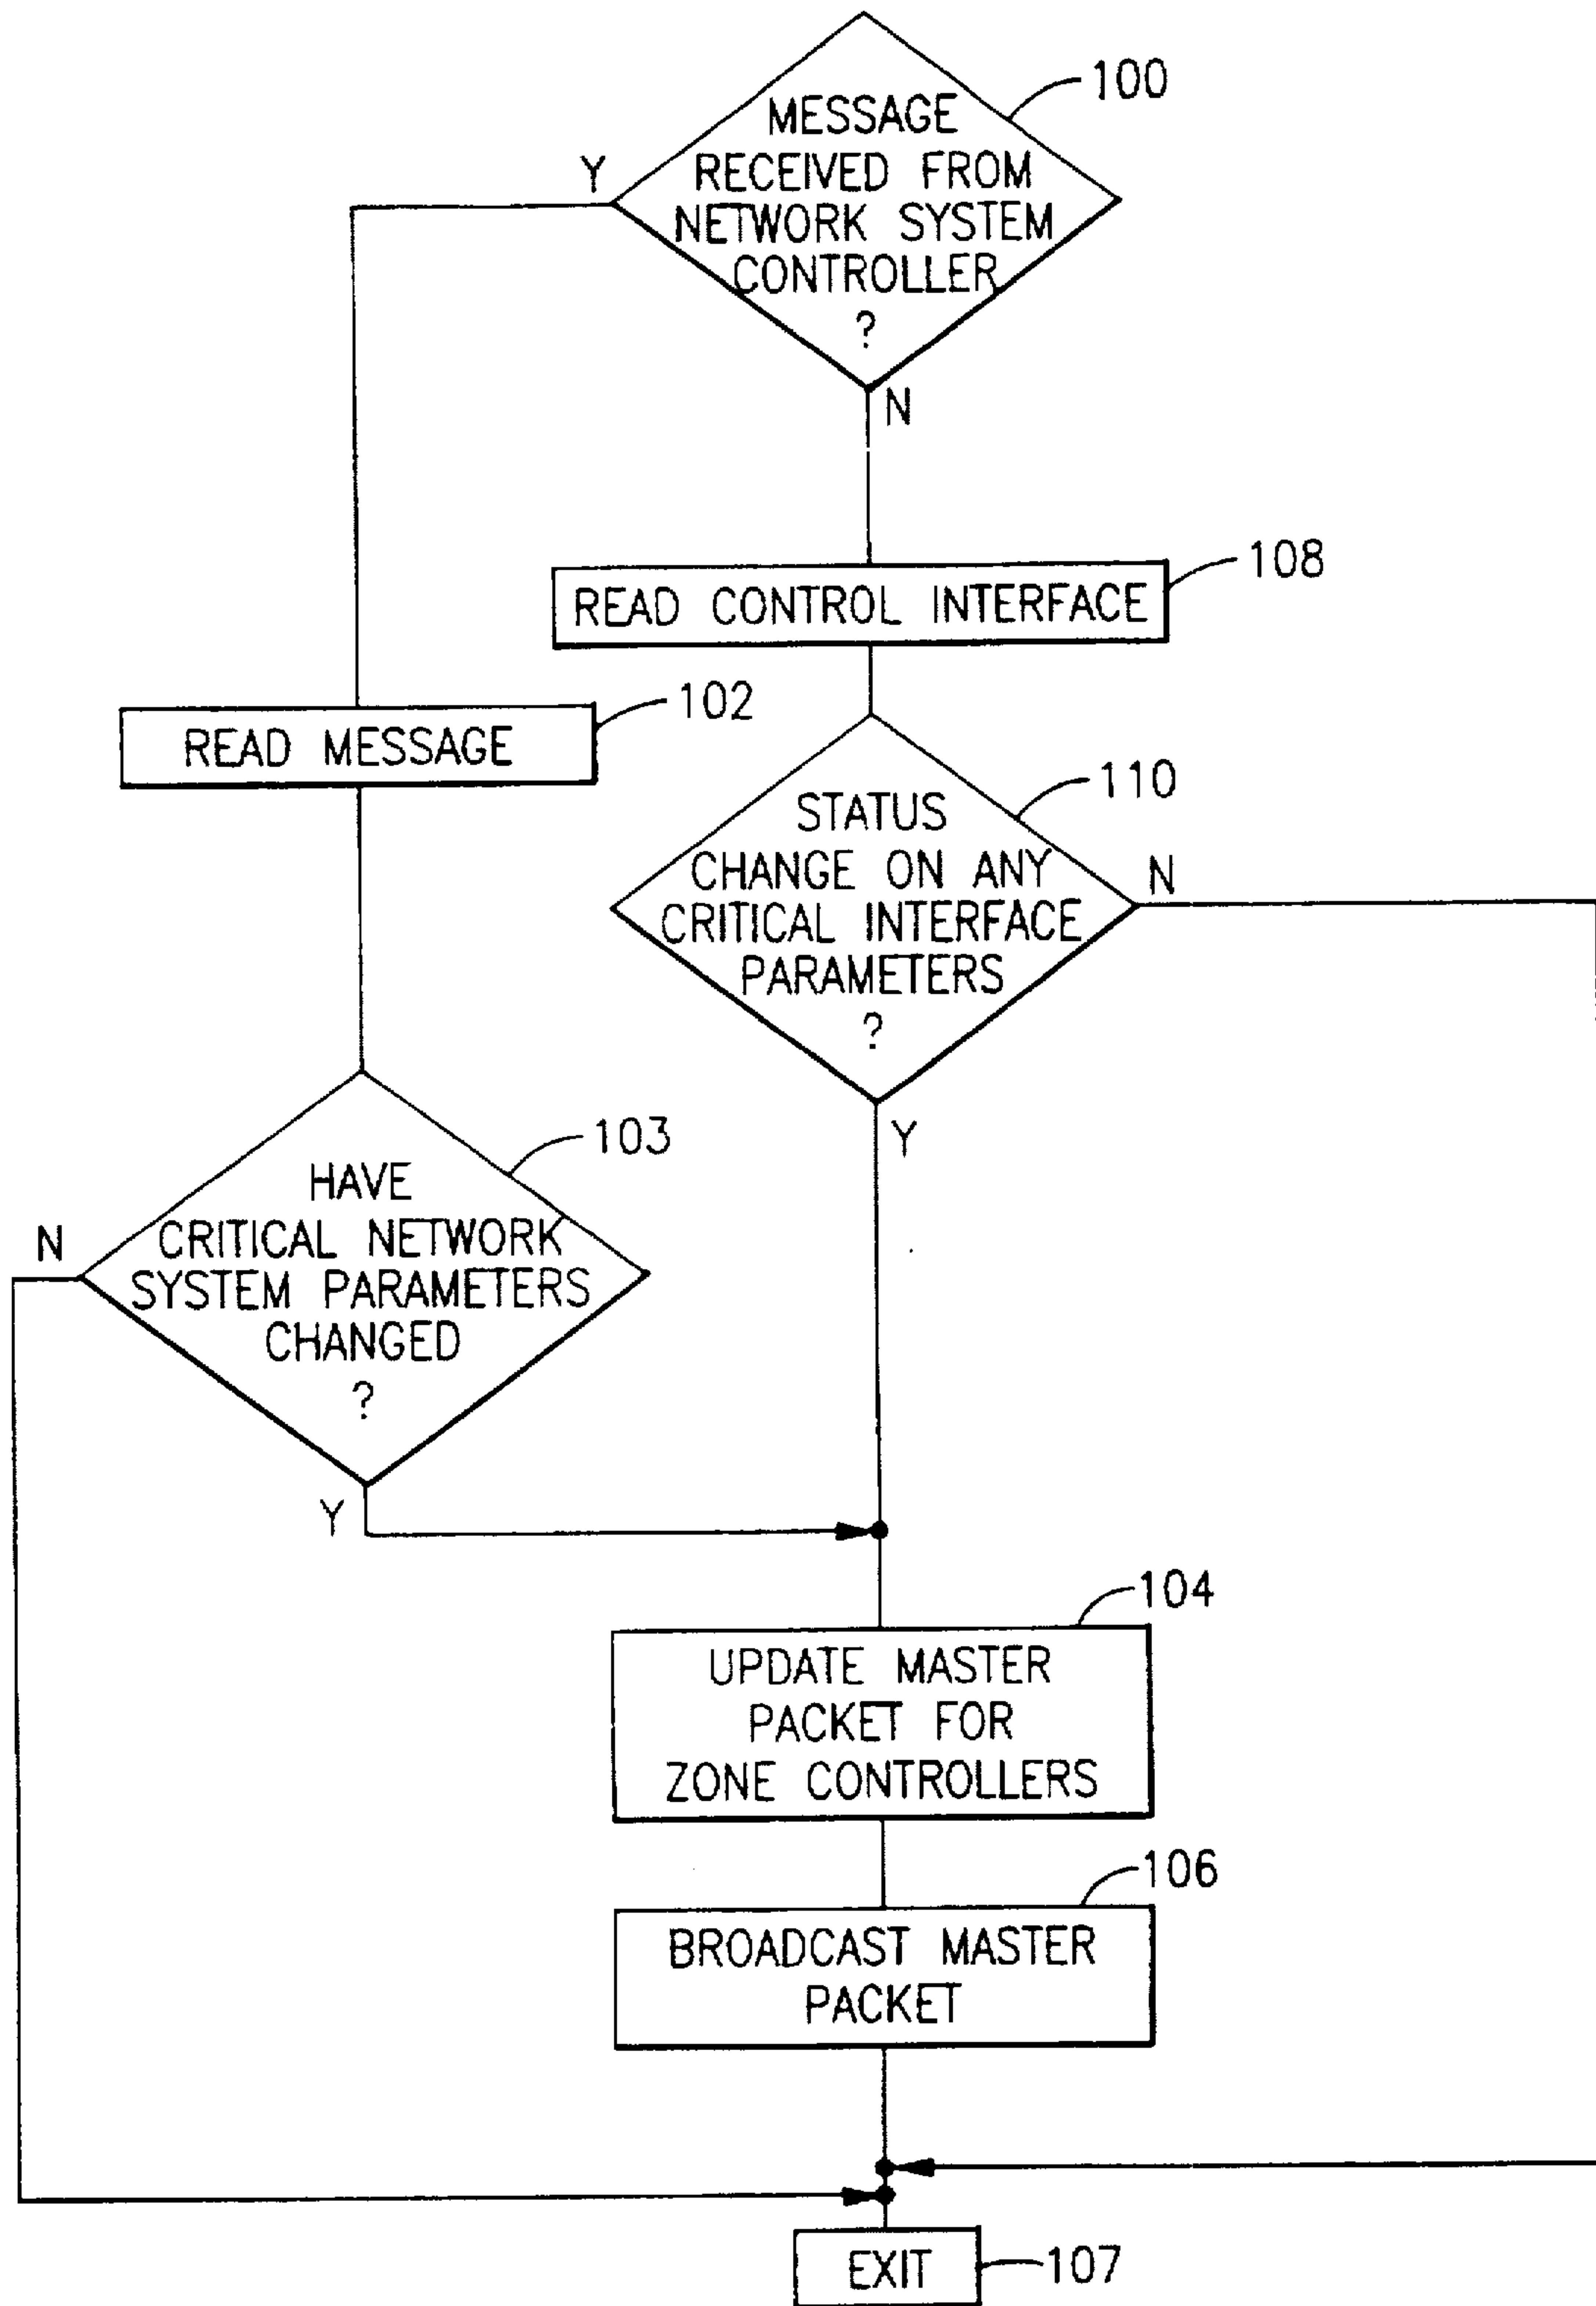 MESSAGE
RECEIVED FROM
NETWORK SYSTEM
CONTROLLER
?
100
Y
N
READ CONTROL INTERFACE
108
READ MESSAGE
102
STATUS
CHANGE ON ANY
CRITICAL INTERFACE
PARAMETERS
?
110
N
Y
HAVE
CRITICAL NETWORK
SYSTEM PARAMETERS
CHANGED
?
103
N
Y
UPDATE MASTER
PACKET FOR
ZONE CONTROLLERS
104
BROADCAST MASTER
PACKET
106
EXIT
107